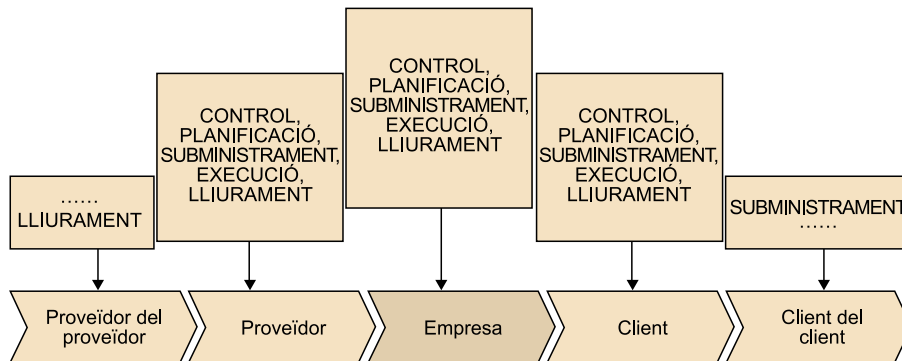 ......
LLIURAMENT
CONTROL,
PLANIFICACIÓ,
SUBMINISTRAMENT,
EXECUCIÓ,
LLIURAMENT
CONTROL,
PLANIFICACIÓ,
SUBMINISTRAMENT,
EXECUCIÓ,
LLIURAMENT
CONTROL,
PLANIFICACIÓ,
SUBMINISTRAMENT,
EXECUCIÓ,
LLIURAMENT
SUBMINISTRAMENT
......
Proveïdor del
proveïdor
Proveïdor
Empresa
Client
Client del
client